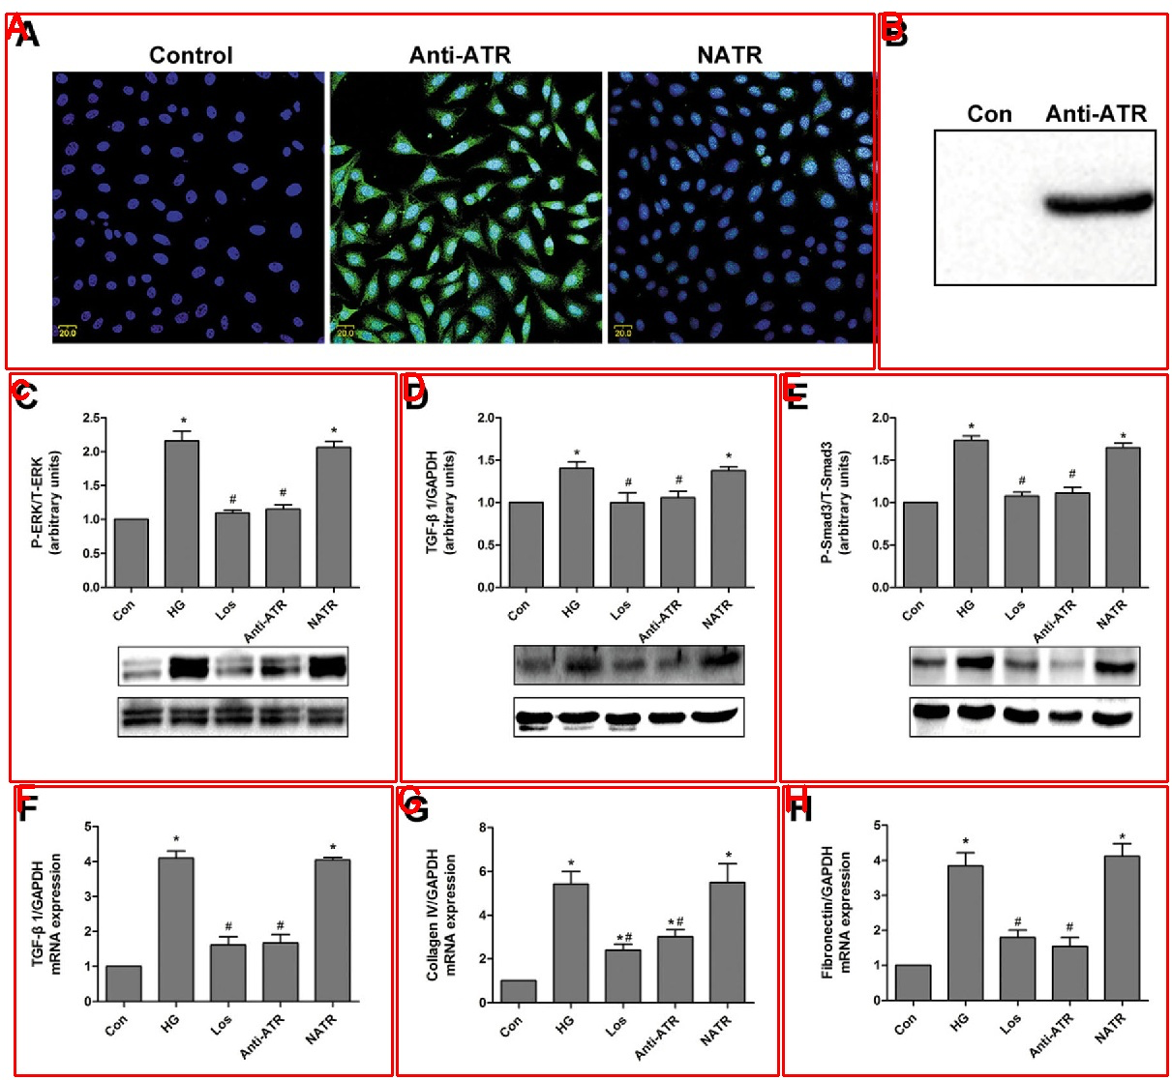 A A
Control Anti-ATR NATR
20.0 20.0 20.0
B B
Con Anti-ATR
C C
P-ERK/T-ERK
(arbitrary units)
2.5
2.0
1.5
1.0
0.5
0.0
* # # *
Con HG Los Anti-ATR NATR
D D
TGF-β 1/GAPDH
(arbitrary units)
2.0
1.5
1.0
0.5
0.0
* # # *
Con HG Los Anti-ATR NATR
E E
P-Smad3/T-Smad3
(arbitrary units)
2.0
1.5
1.0
0.5
0.0
* # # *
Con HG Los Anti-ATR NATR
F F
TGF-β 1/GAPDH
mRNA expression
5
4
3
2
1
0
* # # *
Con HG Los Anti-ATR NATR
G G
Collagen IV/GAPDH
mRNA expression
8
6
4
2
0
* *# *# *
Con HG Los Anti-ATR NATR
H H
Fibronectin/GAPDH
mRNA expression
5
4
3
2
1
0
* # # *
Con HG Los Anti-ATR NATR